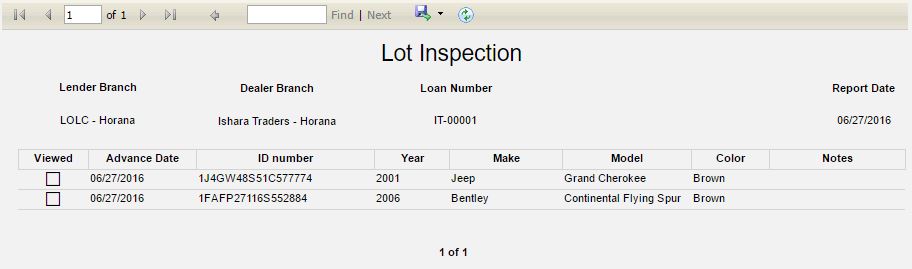 1 of 1 Find | Next
Lot Inspection
Lender Branch Dealer Branch Loan Number Report Date
LOLC - Horana Ishara Traders - Horana IT-00001 06/27/2016
Viewed Advance Date ID number Year Make Model Color Notes
06/27/2016 1J4GW48S51C577774 2001 Jeep Grand Cherokee Brown
06/27/2016 1FAFP27116S552884 2006 Bentley Continental Flying Spur Brown
1 of 1